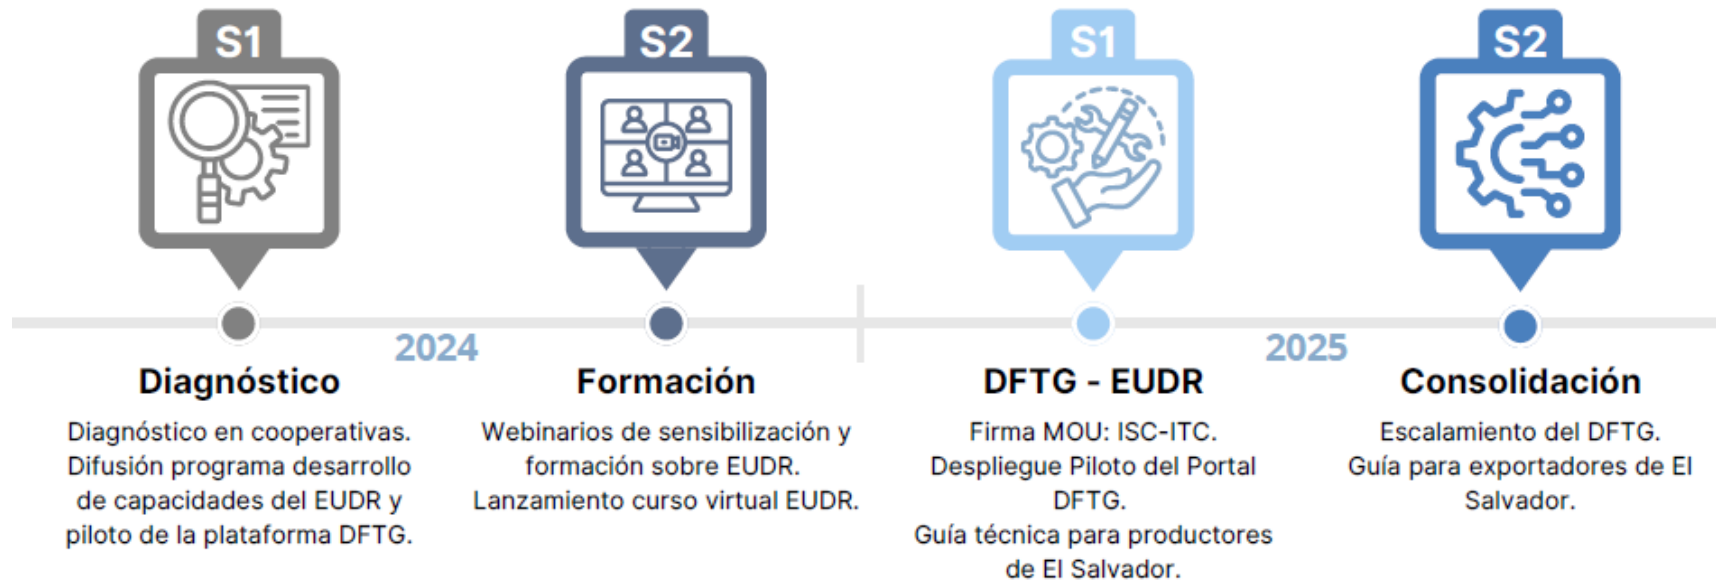 S1
S2
S1
S2
2024
2025
Diagnóstico
Diagnóstico en cooperativas.
Difusión programa desarrollo
de capacidades del EUDR y
piloto de la plataforma DFTG.
Formación
Webinarios de sensibilización y
formación sobre EUDR.
Lanzamiento curso virtual EUDR.
DFTG - EUDR
Firma MOU: ISC-ITC.
Despliegue Piloto del Portal
DFTG.
Guía técnica para productores
de El Salvador.
Consolidación
Escalamiento del DFTG.
Guía para exportadores de El
Salvador.